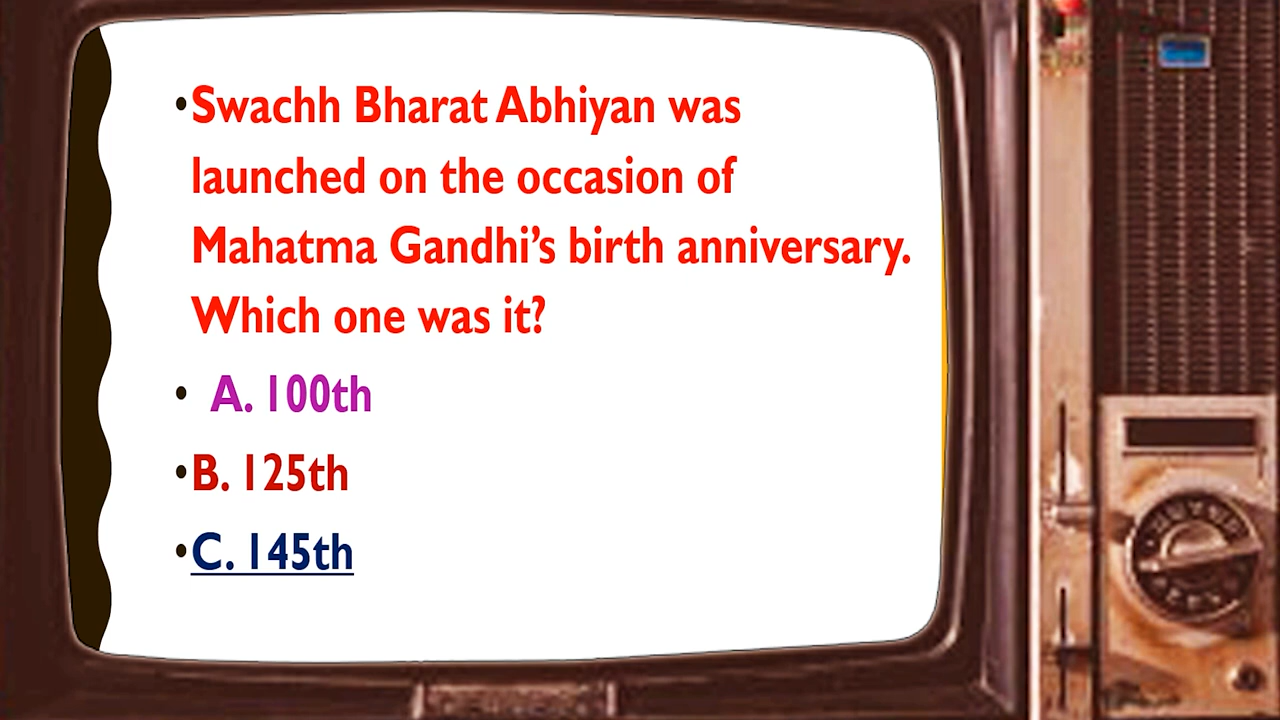 •Swachh Bharat Abhiyan was
launched on the occasion of
Mahatma Gandhi's birth anniversary.
Which one was it?
• A. 100th
•B. 125th
•C. 145th